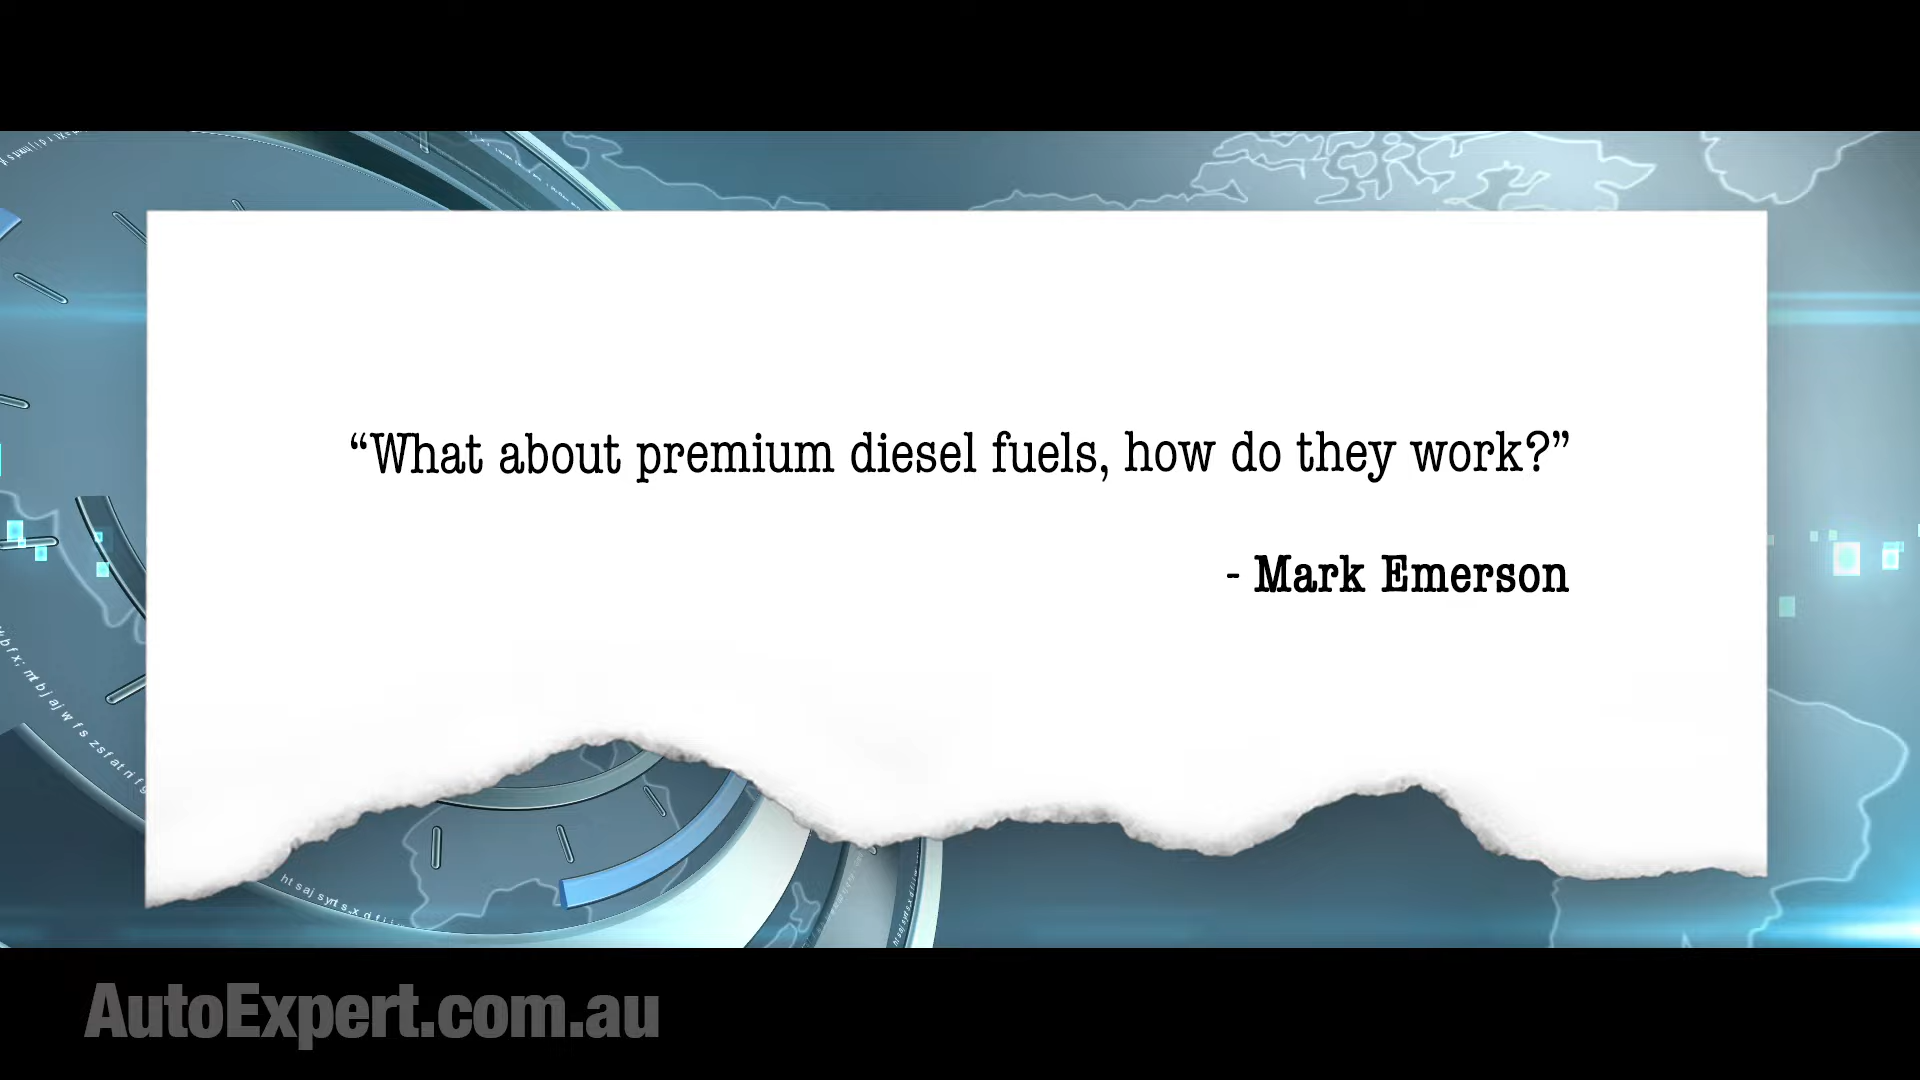 “What about premium diesel fuels, how do they work?”
- Mark Emerson
AutoExpert.com.au